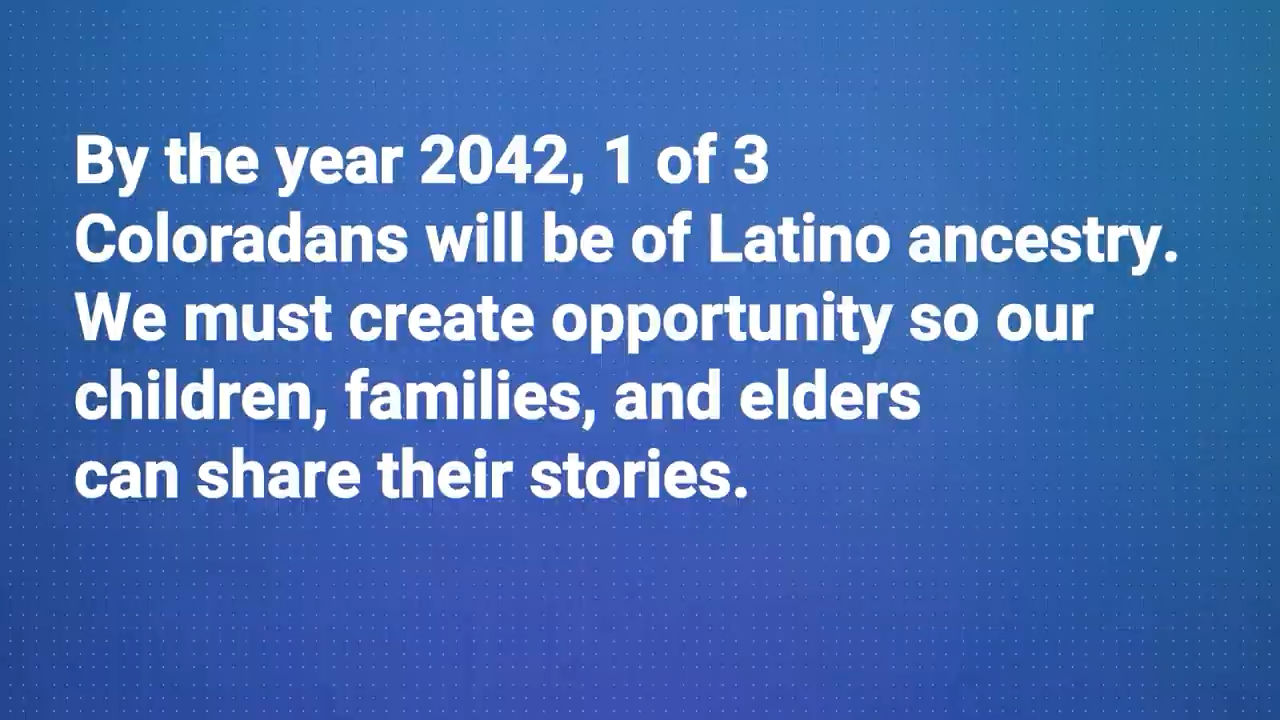 By the year 2042, 1 of 3
Coloradans will be of Latino ancestry.
We must create opportunity so our
children, families, and elders
can share their stories.